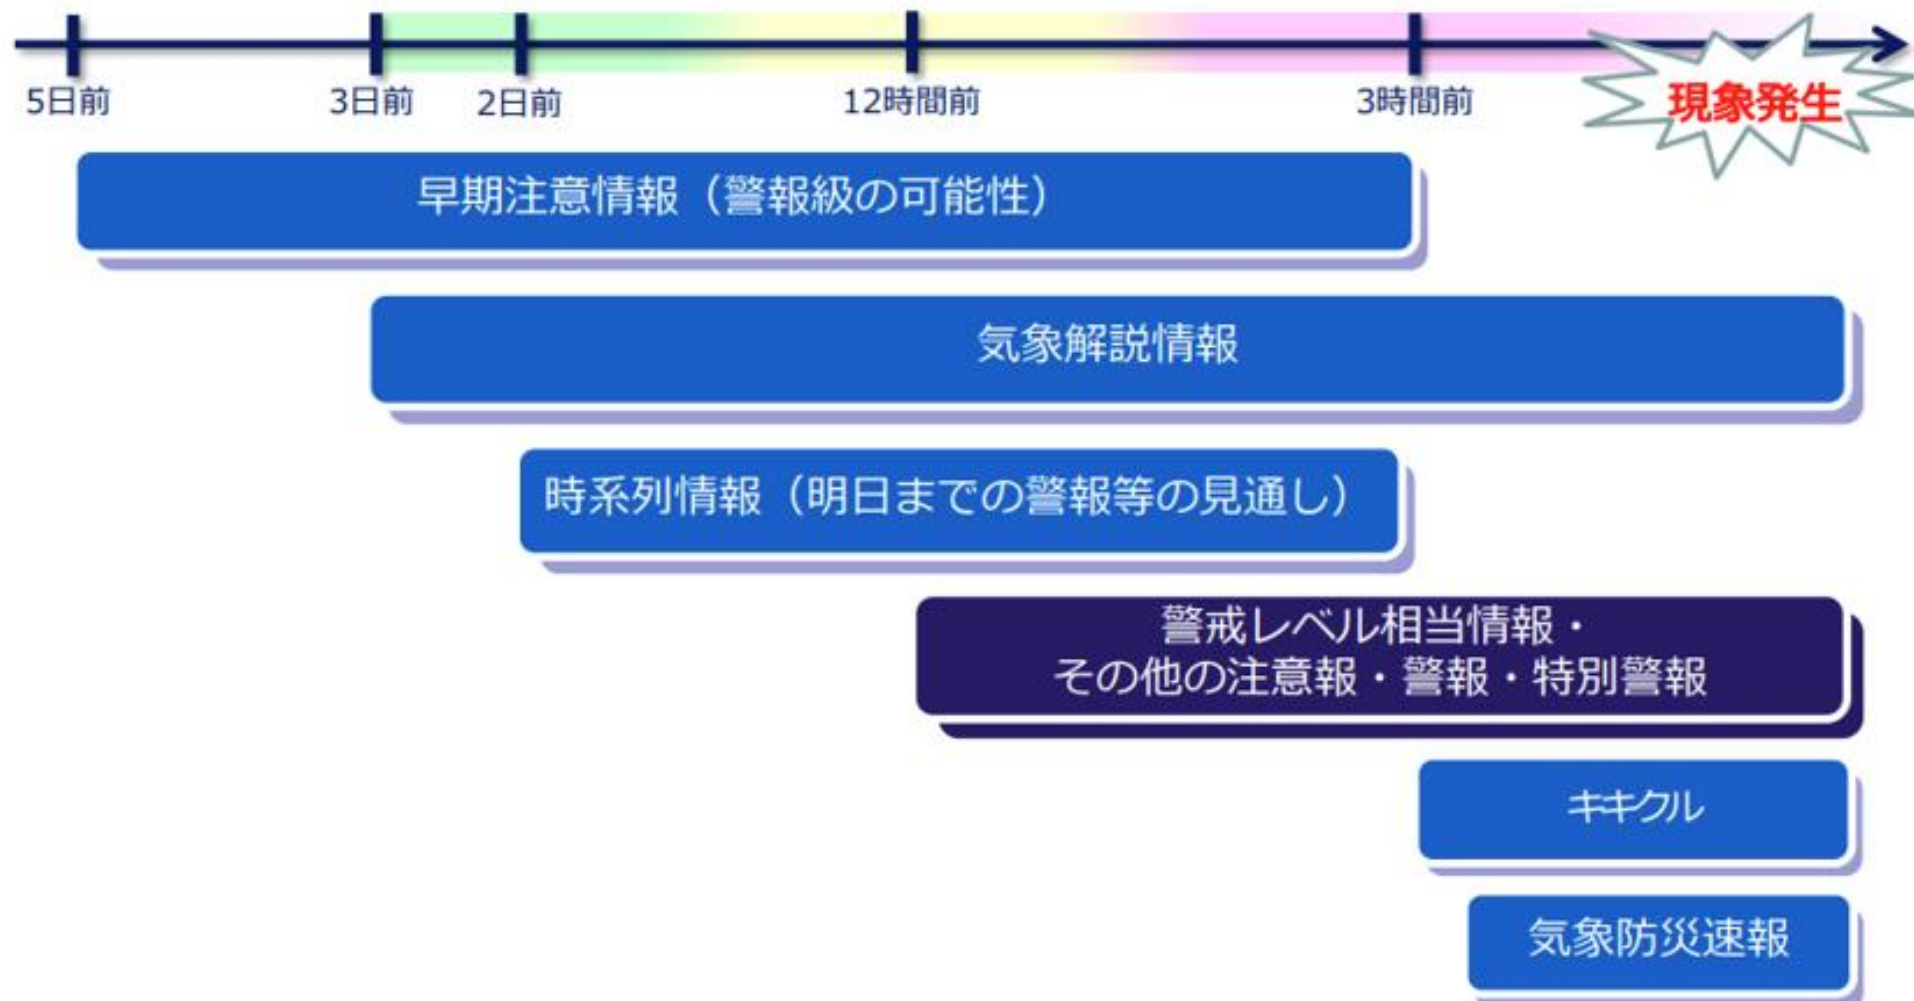 5日前
3日前
2日前
12時間前
3時間前
現象発生
早期注意情報（警報級の可能性）
気象解説情報
時系列情報（明日までの警報等の見通し）
警戒レベル相当情報・
その他の注意報・警報・特別警報
キキクル
気象防災速報